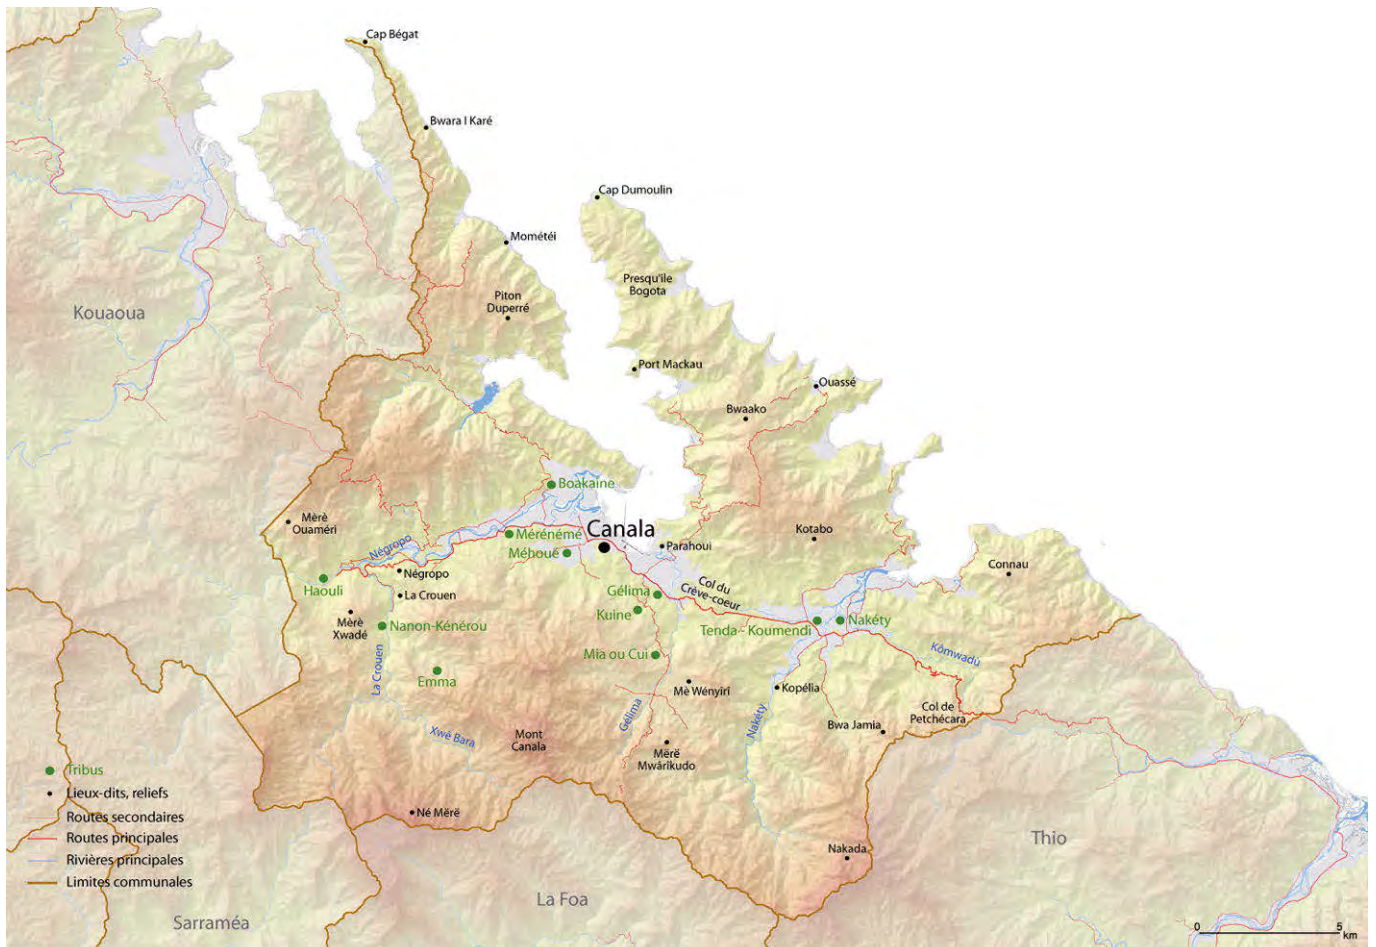 Cap Bégat
Bwara I Karé
Cap Dumoulin
Mométéi
Presqu'île
Bogota
Piton
Duperré
Kouaoua
Port Mackau
Ouassé
Bwaako
Boakaine
Mèrè
Ouaméri
Canala
Kotabo
Mérénémé
Méhoué
Négropo
Parahoui
Connau
Négropo
Haouli
La Crouen
Gélima
Col du
Crève-coeur
Kuine
Mèrè
Xwadé
Nanon-Kénérou
Tenda - Koumendi
Nakéty
Mia ou Cui
Kômwadù
La Crouen
Emma
Mè Wényîrî
Kopélia
Gélima
Nakéty
Bwa Jamia
Col de
Petchécara
Xwê Bara
Mont
Canala
Mërë
Mwârîkudo
Né Mërë
Nakada
Thio
La Foa
Sarraméa
Tribus
Lieux-dits, reliefs
Routes secondaires
Routes principales
Rivières principales
Limites communales
0 5
km